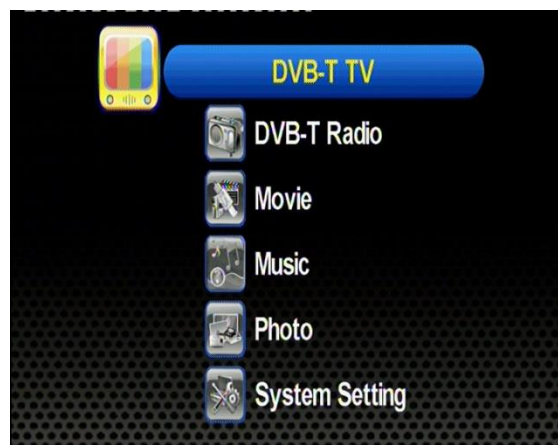 DVB-T TV
DVB-T Radio
Movie
Music
Photo
System Setting